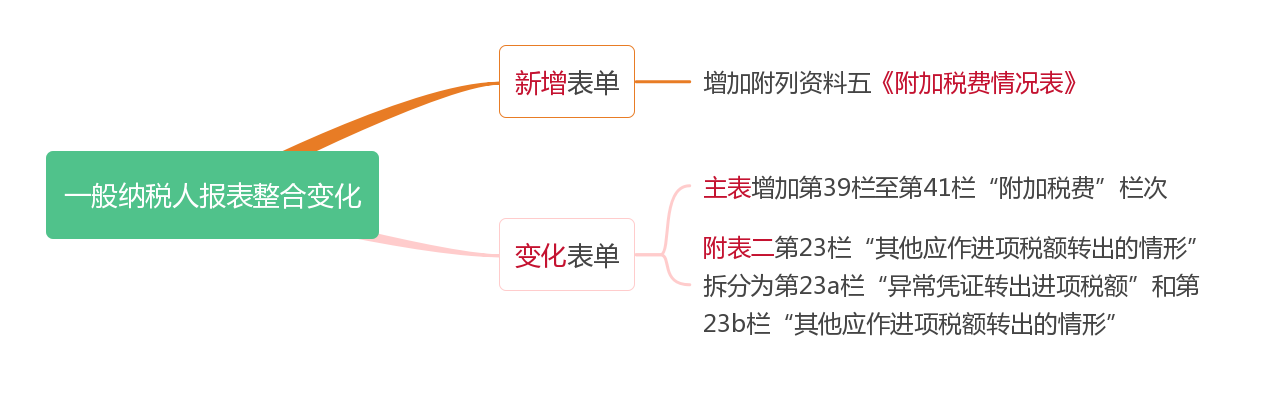 一般纳税人报表整合变化
新增表单
增加附列资料五《附加税费情况表》
变化表单
主表增加第39栏至第41栏“附加税费”栏次
附表二第23栏“其他应作进项税额转出的情形”
拆分为第23a栏“异常凭证转出进项税额”和第
23b栏“其他应作进项税额转出的情形”